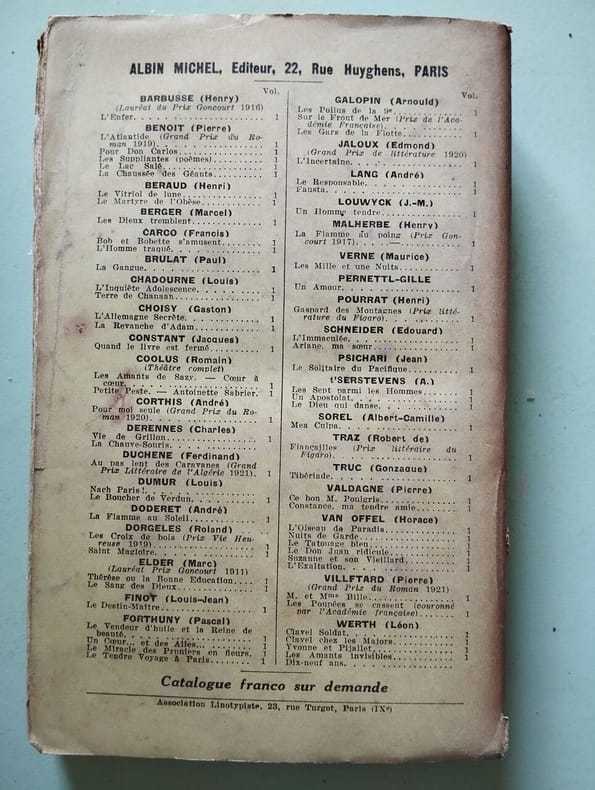 ALBIN MICHEL, Editeur, 22, Rue Huyghens, PARIS
Vol.
BARBUSSE (Henry)
(Lauréat du Prix Goncourt 1916)
L'Enfer. 1
BENOIT (Pierre)
L'Atlantide (Grand Prix du Ro-
man 1919). 1
Pour Don Carlos. 1
Les Suppliantes (poèmes) 1
Le Lac Salé. 1
La Chaussée des Géants. 1
BERAUD (Henri)
Le Vitriol de lune. 1
Le Martyre de l'Obèse. 1
BERGER (Marcel)
Les Dieux tremblent. 1
CARCO (Francis)
Bob et Bobette s'amusent. 1
L'Homme traqué. 1
BRULAT (Paul)
La Gangue. 1
CHADOURNE (Louis)
L'Inquiète Adolescence. 1
Terre de Chanaan. 1
CHOISY (Gaston)
L'Allemagne Secrète. 1
La Revanche d'Adam. 1
CONSTANT (Jacques)
Quand le livre est fermé. 1
COOLUS (Romain)
(Théâtre complet)
Les Amants de Sazy. — Cœur à
cœur. 1
Petite Peste. — Antoinette Sabrier. 1
CORTHIS (André)
Pour moi seule (Grand Prix du Ro-
man 1920). 1
DERENNES (Charles)
Vie de Grillon. 1
La Chauve-Souris. 1
DUCHENE (Ferdinand)
Au pas lent des Caravanes (Grand
Prix Littéraire de l'Algérie 1921). 1
DUMUR (Louis)
Nach Paris!. 1
Le Boucher de Verdun. 1
DODERET (André)
La Flamme au Soleil. 1
DORGELES (Roland)
Les Croix de bois (Prix Vie Heu-
reuse 1919) 1
Saint Magloire. 1
ELDER (Marc)
(Lauréat Prix Goncourt 1911)
Thérèse ou la Bonne Education. 1
Le Sang des Dieux. 1
FINOT (Louis-Jean)
Le Destin-Maître. 1
FORTHUNY (Pascal)
Le Vendeur d'huile et la Reine de
beauté. 1
Un Cœur... et des Ailes. 1
Le Miracle des Pruniers en fleurs. 1
Le Tendre Voyage à Paris. 1
Vol.
GALOPIN (Arnould)
Les Poilus de la 9e. 1
Sur le Front de Mer (Prix de l'Aca-
démie Française). 1
Les Gars de la Flotte. 1
JALOUX (Edmond)
(Grand Prix de littérature 1920)
L'Incertaine. 1
LANG (André)
Le Responsable. 1
Fausta. 1
LOUWYCK (J.-M.)
Un Homme tendre. 1
MALHERBE (Henry)
La Flamme au poing (Prix Gon-
court 1917). 1
VERNE (Maurice)
Les Mille et une Nuits. 1
PERNETTL-GILLE
Un Amour. 1
POURRAT (Henri)
Gaspard des Montagnes (Prix litté-
rature du Figaro). 1
SCHNEIDER (Edouard)
L'Immaculée. 1
Ariane, ma sœur. 1
PSICHARI (Jean)
Le Solitaire du Pacifique. 1
t'SERSTEVENS (A.)
Les Sept parmi les Hommes. 1
Un Apostolat. 1
Le Dieu qui danse. 1
SOREL (Albert-Camille)
Mea Culpa. 1
TRAZ (Robert de)
Fiançailles (Prix littéraire du
Figaro). 1
TRUC (Gonzague)
Tibériade. 1
VALDAGNE (Pierre)
Ce bon M. Poulgris. 1
Constance, ma tendre amie. 1
VAN OFFEL (Horace)
L'Oiseau de Paradis. 1
Nuits de Garde. 1
Le Tatouage bleu. 1
Le Don Juan ridicule. 1
Suzanne et son Vieillard. 1
L'Exaltation. 1
VILLETARD (Pierre)
(Grand Prix du Roman 1921)
M. et Mme Bille. 1
Les Poupées se cassent (couronné
par l'Académie française). 1
WERTH (Léon)
Clavel Soldat. 1
Clavel chez les Majors. 1
Yvonne et Pijallet. 1
Les Amants invisibles. 1
Dix-neuf ans. 1
Catalogue franco sur demande
Association Linotypiste, 23, rue Turgot, Paris (IXe)